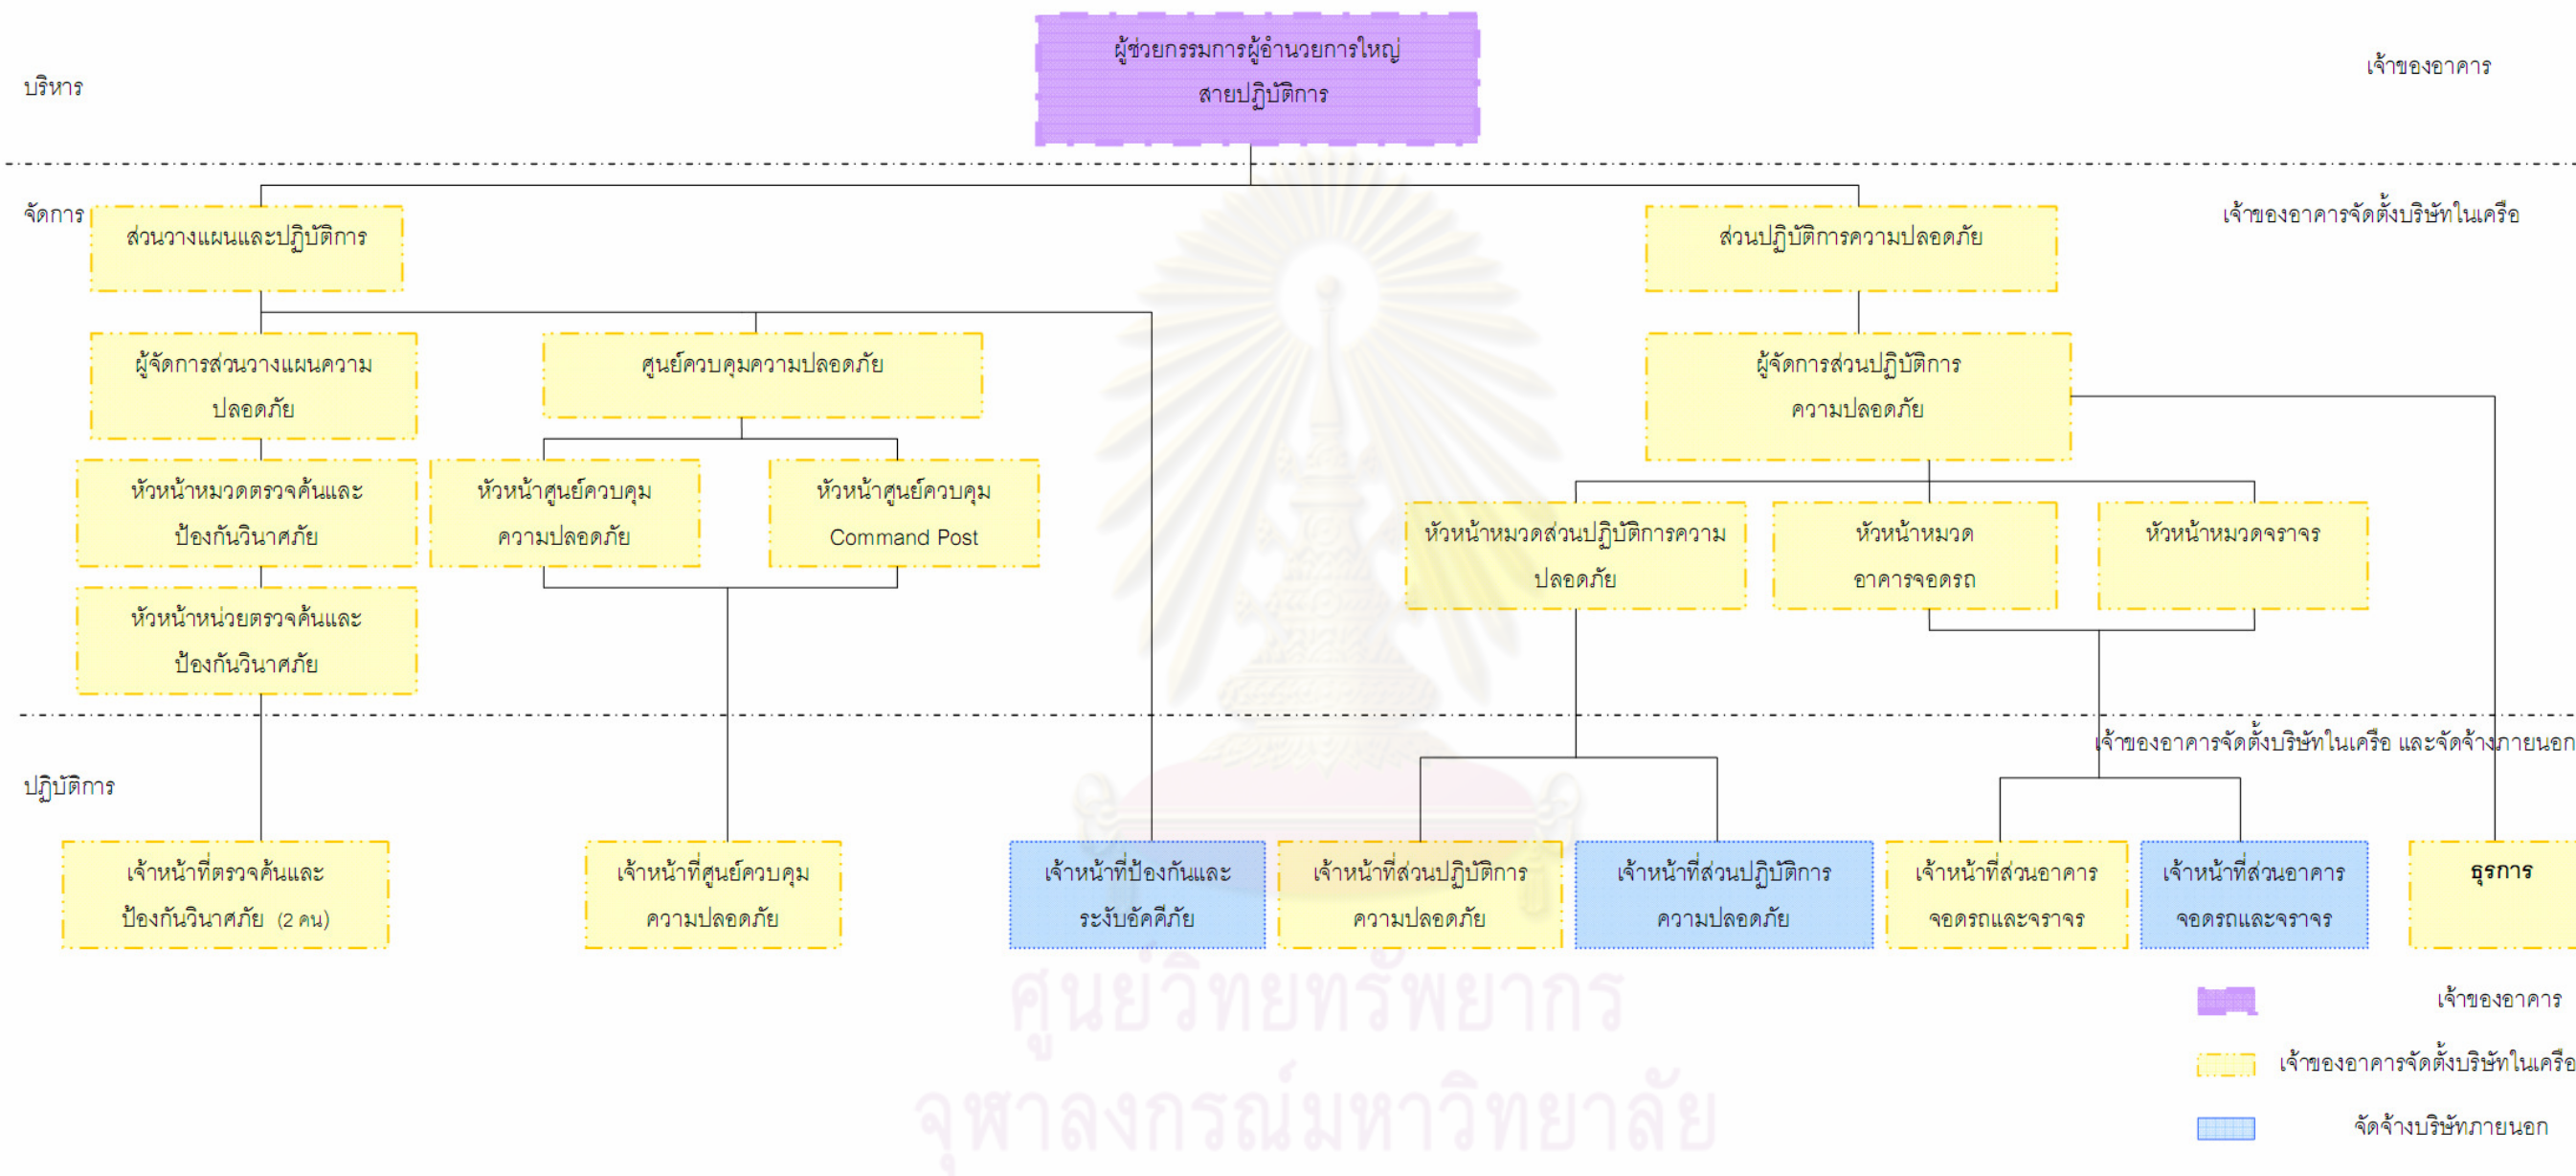 ผู้ช่วยกรรมการผู้อำนวยการใหญ่
สายปฏิบัติการ
บริหาร
เจ้าของอาคาร
จัดการ
เจ้าของอาคารจัดตั้งบริษัทในเครือ
ส่วนวางแผนและปฏิบัติการ
ส่วนปฏิบัติการความปลอดภัย
ผู้จัดการส่วนวางแผนความ
ปลอดภัย
ศูนย์ควบคุมความปลอดภัย
ผู้จัดการส่วนปฏิบัติการ
ความปลอดภัย
หัวหน้าหมวดตรวจค้นและ
ป้องกันวินาศภัย
หัวหน้าศูนย์ควบคุม
ความปลอดภัย
หัวหน้าศูนย์ควบคุม
Command Post
หัวหน้าหมวดส่วนปฏิบัติการความ
ปลอดภัย
หัวหน้าหมวด
อาคารจอดรถ
หัวหน้าหมวดจราจร
หัวหน้าหน่วยตรวจค้นและ
ป้องกันวินาศภัย
เจ้าของอาคารจัดตั้งบริษัทในเครือ และจัดจ้างภายนอก
ปฏิบัติการ
เจ้าหน้าที่ตรวจค้นและ
ป้องกันวินาศภัย (2 คน)
เจ้าหน้าที่ศูนย์ควบคุม
ความปลอดภัย
เจ้าหน้าที่ป้องกันและ
ระงับอัคคีภัย
เจ้าหน้าที่ส่วนปฏิบัติการ
ความปลอดภัย
เจ้าหน้าที่ส่วนปฏิบัติการ
ความปลอดภัย
เจ้าหน้าที่ส่วนอาคาร
จอดรถและจราจร
เจ้าหน้าที่ส่วนอาคาร
จอดรถและจราจร
ธุรการ
เจ้าของอาคาร
เจ้าของอาคารจัดตั้งบริษัทในเครือ
จัดจ้างบริษัทภายนอก
ศูนย์วิทยทรัพยากร
จุฬาลงกรณ์มหาวิทยาลัย